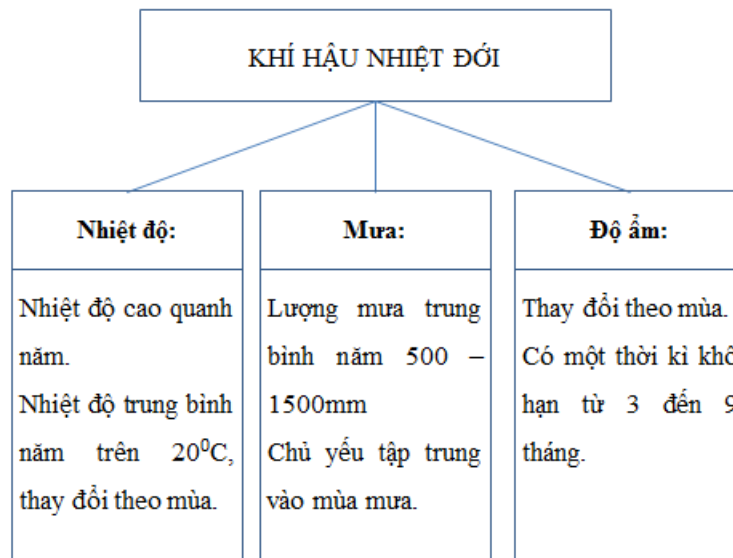 KHÍ HẬU NHIỆT ĐỚI
Nhiệt độ:
Nhiệt độ cao quanh
năm.
Nhiệt độ trung bình
năm trên 20⁰C,
thay đổi theo mùa.
Mưa:
Lượng mưa trung
bình năm 500 –
1500mm
Chủ yếu tập trung
vào mùa mưa.
Độ ẩm:
Thay đổi theo mùa.
Có một thời kì khô
hạn từ 3 đến 9
tháng.